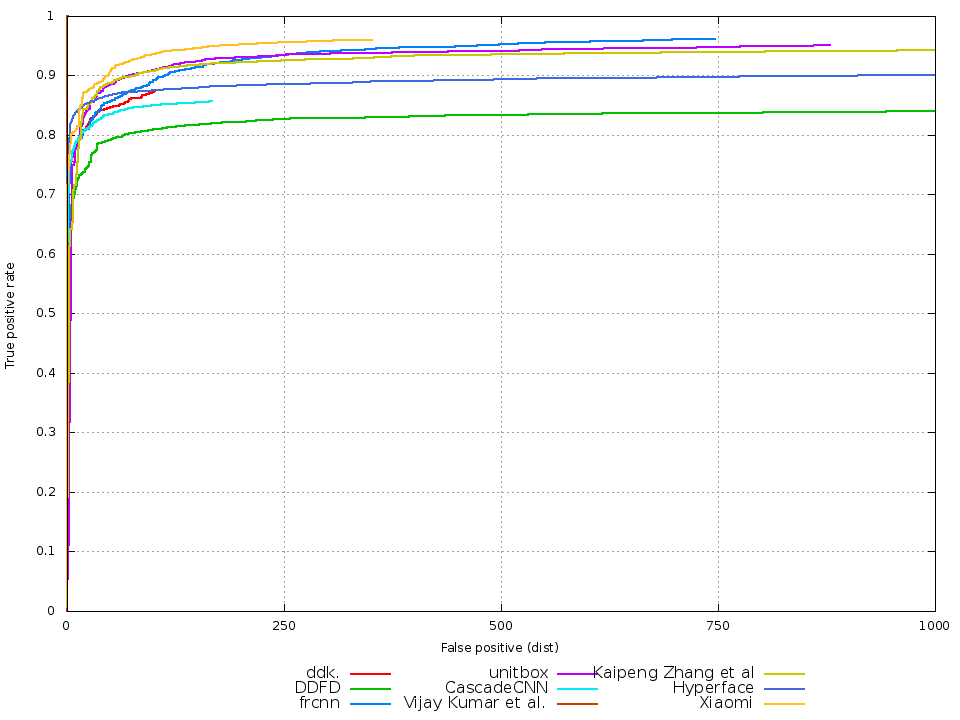 1
0.9
0.8
0.7
0.6
0.5
0.4
0.3
0.2
0.1
0
0 250 500 750 1000
True positive rate
False positive (dist)
ddk. unitbox Kaipeng Zhang et al
DDFD CascadeCNN Hyperface
frcnn Vijay Kumar et al. Xiaomi